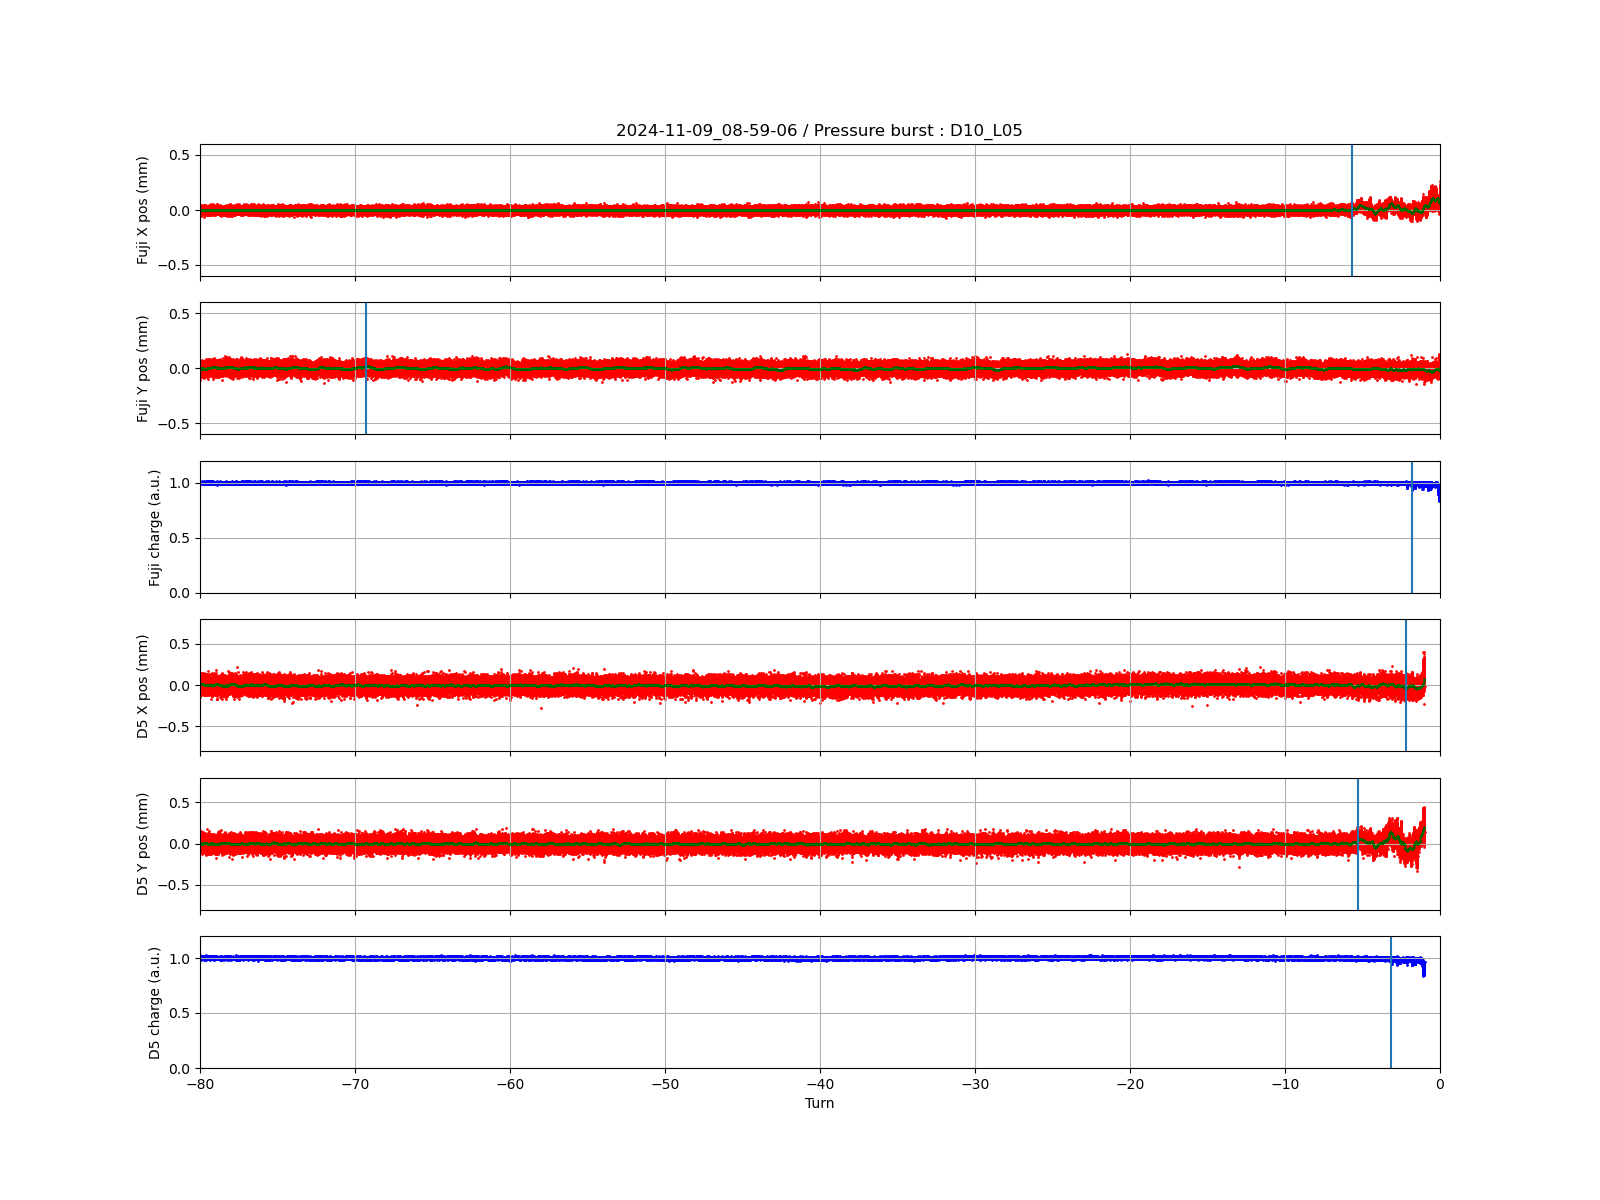 2024-11-09_08-59-06 / Pressure burst : D10_L05
Fuji X pos (mm)
0.5
0.0
−0.5
Fuji Y pos (mm)
0.5
0.0
−0.5
Fuji charge (a.u.)
1.0
0.5
0.0
D5 X pos (mm)
0.5
0.0
−0.5
D5 Y pos (mm)
0.5
0.0
−0.5
D5 charge (a.u.)
1.0
0.5
0.0
−80 −70 −60 −50 −40 −30 −20 −10 0
Turn